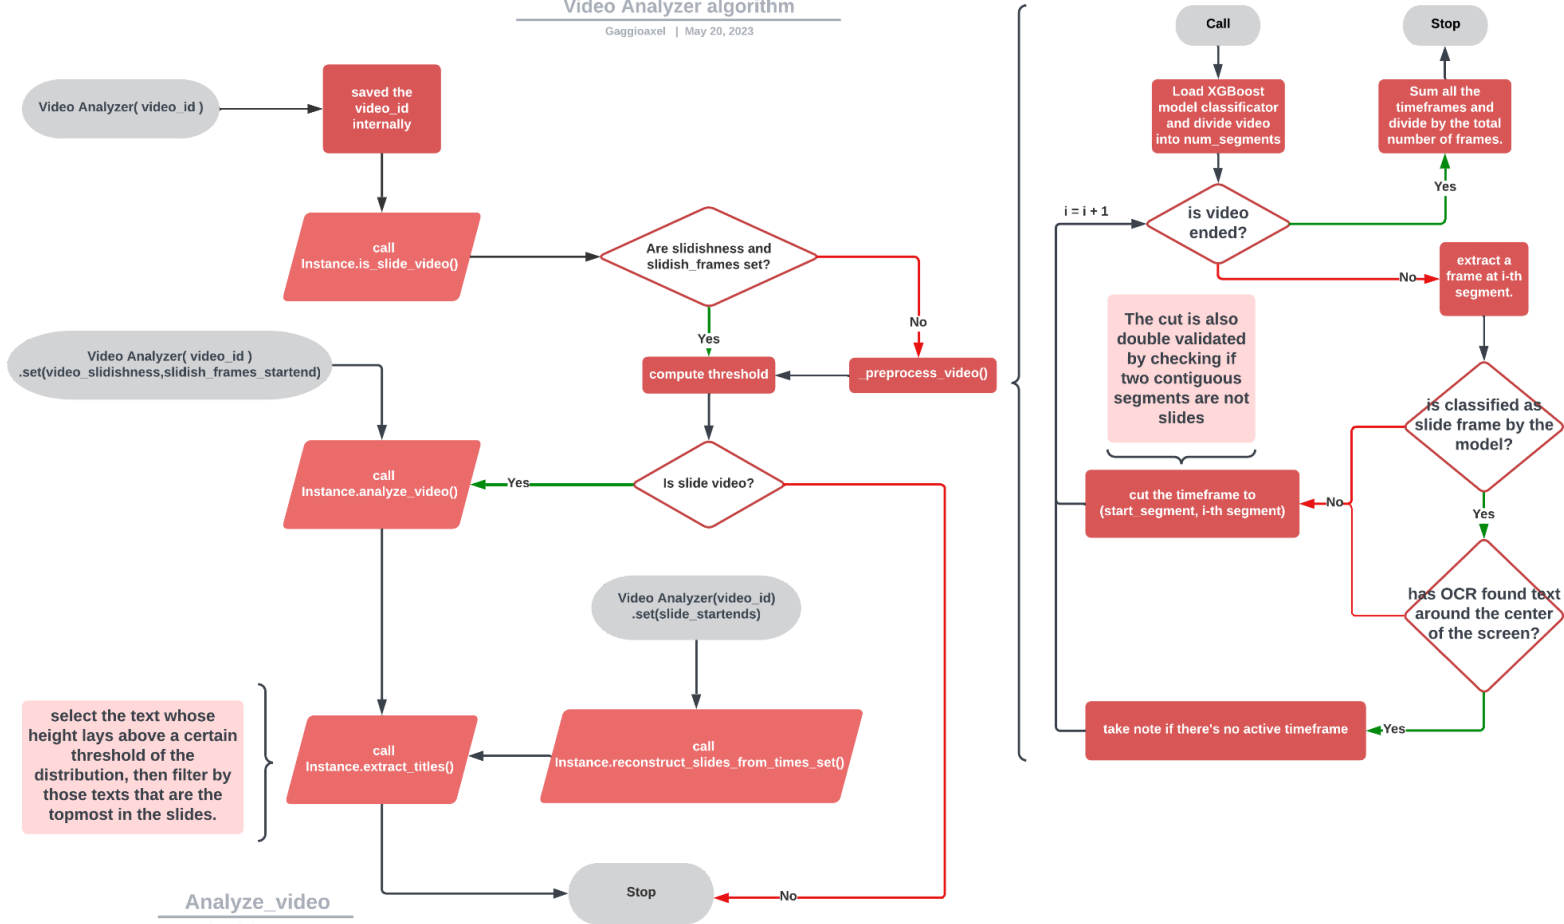 Video Analyzer algorithm
Gaggioaxel | May 20, 2023
Video Analyzer( video_id )
saved the
video_id
internally
call
Instance.is_slide_video()
Are slidishness and
slidish_frames set?
Yes
No
compute threshold
_preprocess_video()
Video Analyzer( video_id )
.set(video_slidishness,slidish_frames_startend)
call
Instance.analyze_video()
Yes
Is slide video?
Video Analyzer(video_id)
.set(slide_startends)
select the text whose
height lays above a certain
threshold of the
distribution, then filter by
those texts that are the
topmost in the slides.
call
Instance.extract_titles()
call
Instance.reconstruct_slides_from_times_set()
Stop
No
Analyze_video
Call
Stop
Load XGBoost
model classificator
and divide video
into num_segments
Sum all the
timeframes and
divide by the total
number of frames.
Yes
i = i + 1
is video
ended?
No
extract a
frame at i-th
segment.
The cut is also
double validated
by checking if
two contiguous
segments are not
slides
is classified as
slide frame by the
model?
cut the timeframe to
(start_segment, i-th segment)
No
Yes
has OCR found text
around the center
of the screen?
take note if there's no active timeframe
Yes